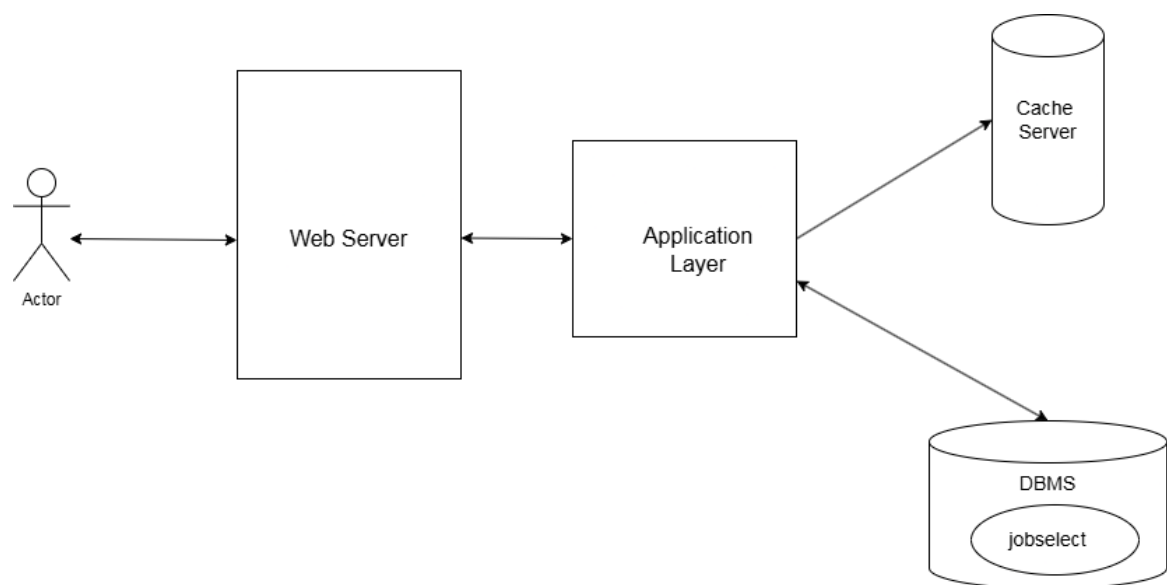 Actor
Web Server
Application
Layer
Cache
Server
DBMS
jobselect